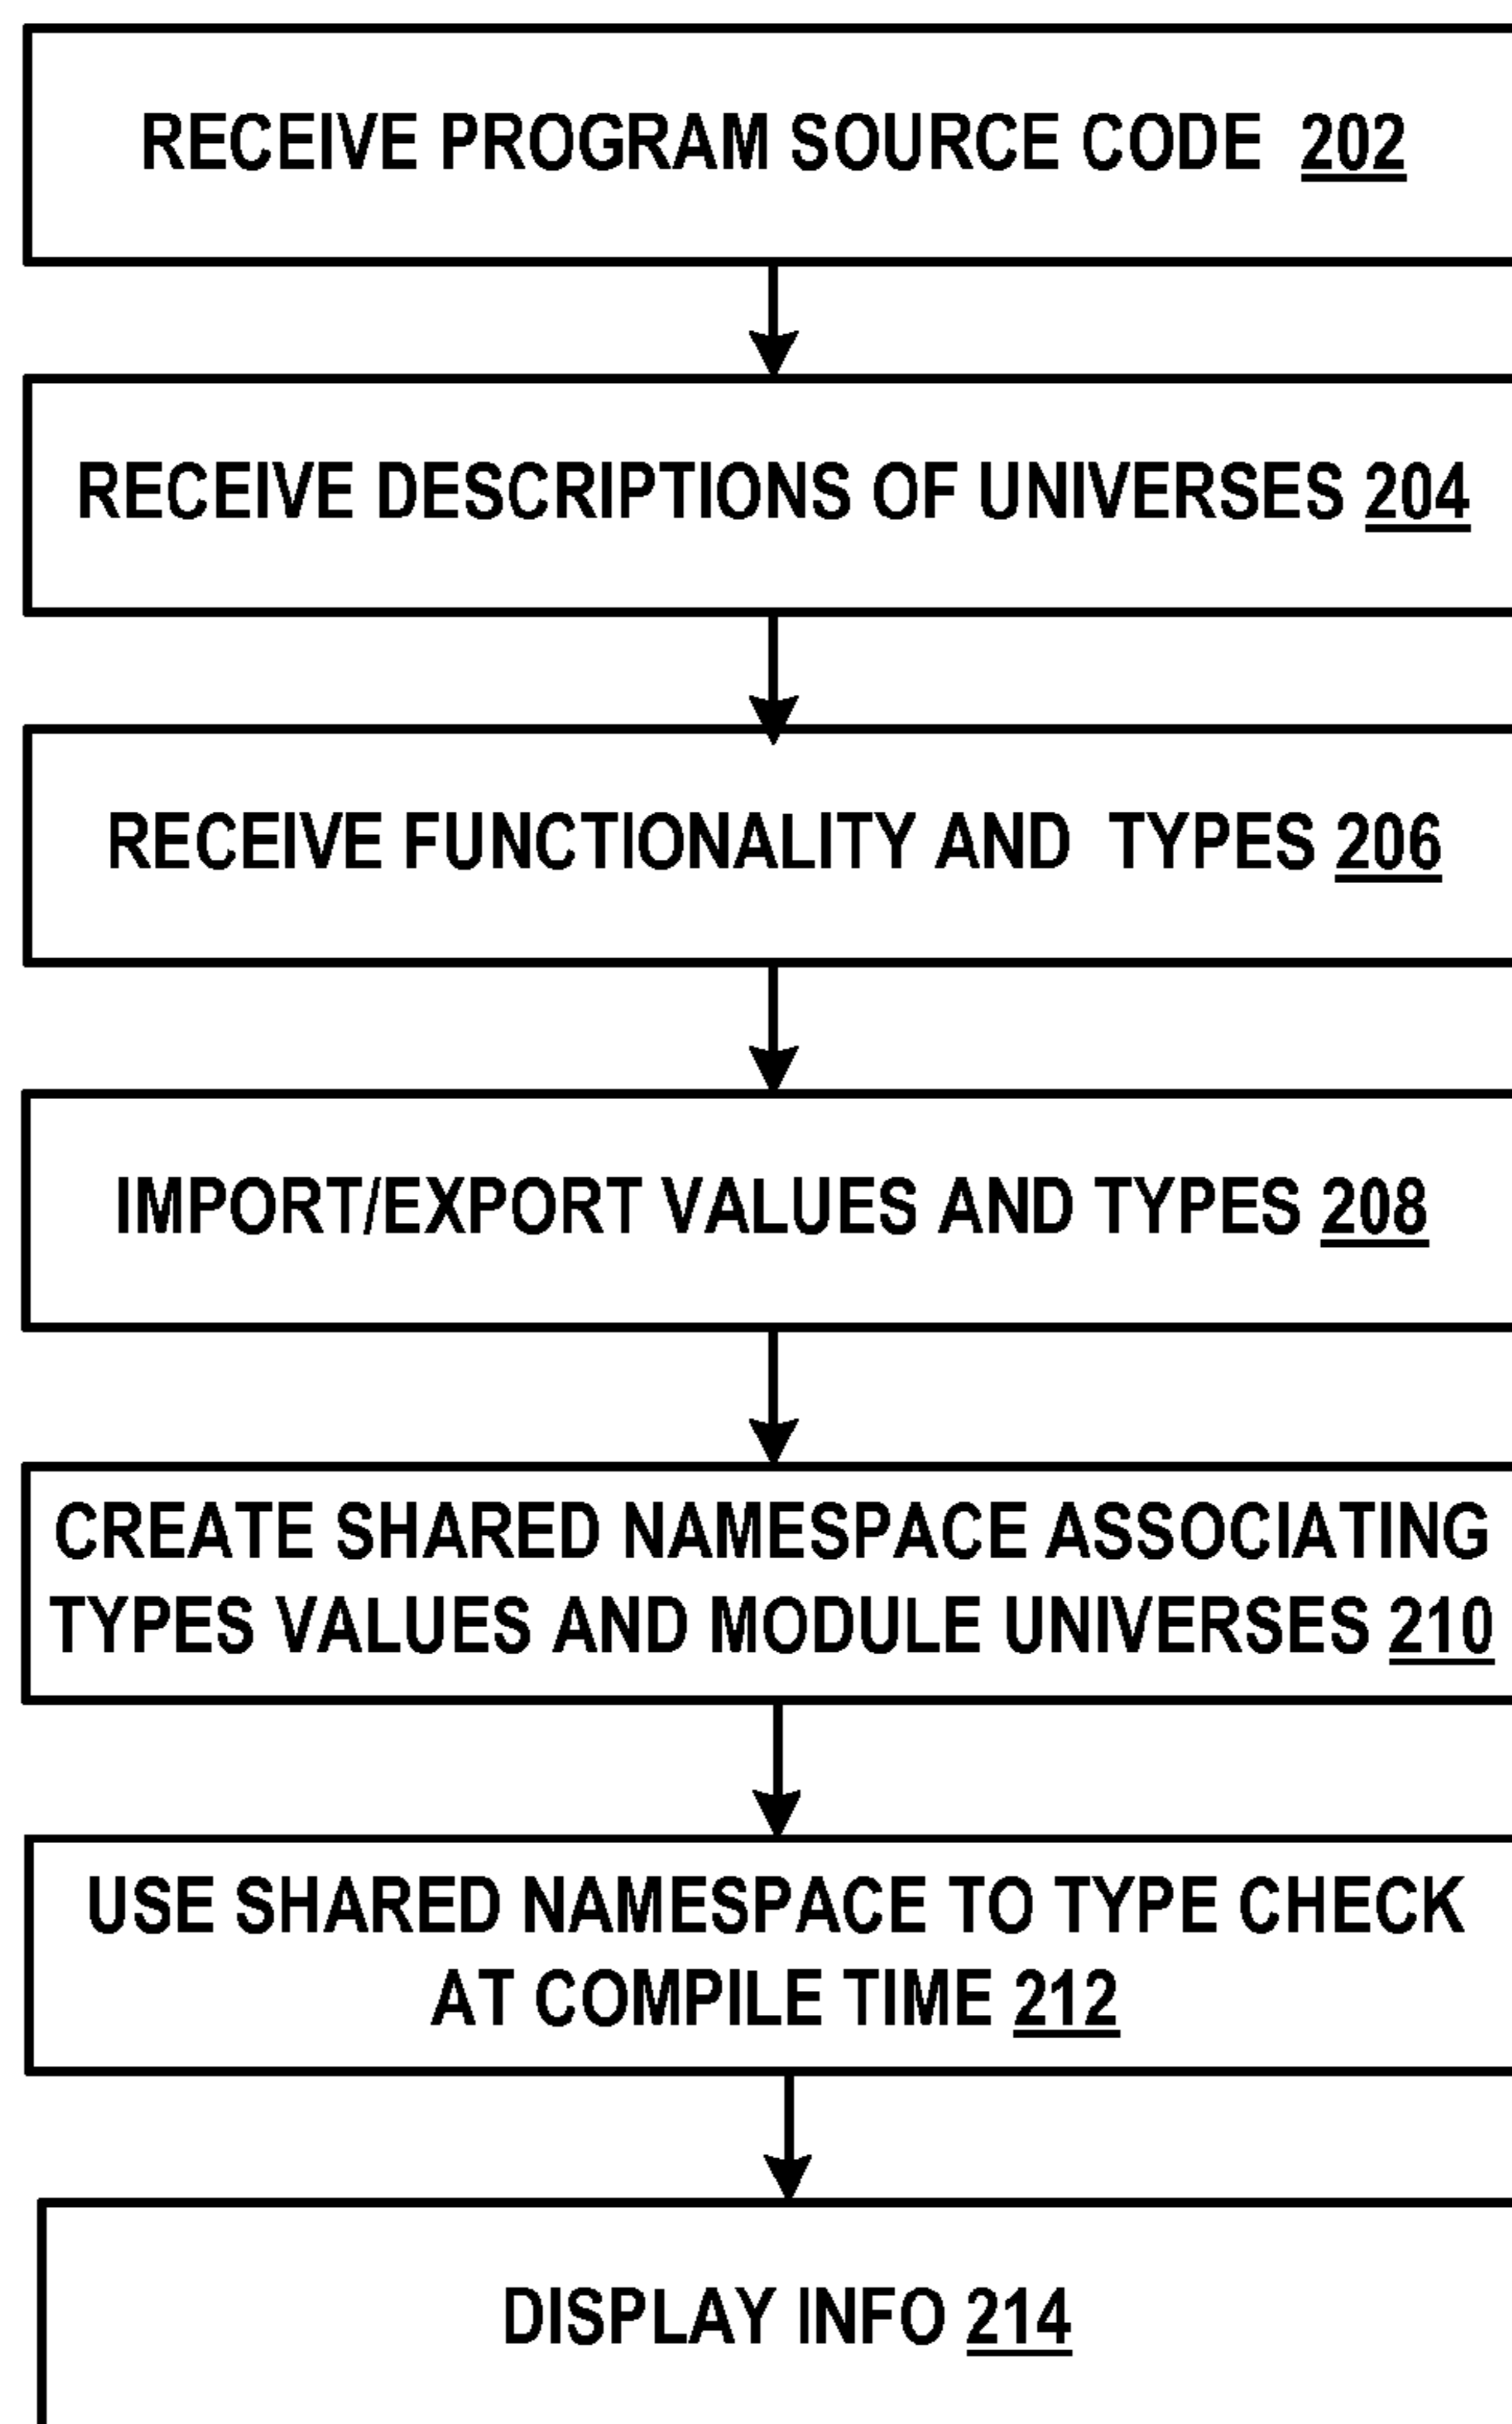 RECEIVE PROGRAM SOURCE CODE 202
RECEIVE DESCRIPTIONS OF UNIVERSES 204
RECEIVE FUNCTIONALITY AND TYPES 206
IMPORT/EXPORT VALUES AND TYPES 208
CREATE SHARED NAMESPACE ASSOCIATING
TYPES VALUES AND MODULE UNIVERSES 210
USE SHARED NAMESPACE TO TYPE CHECK
AT COMPILE TIME 212
DISPLAY INFO 214